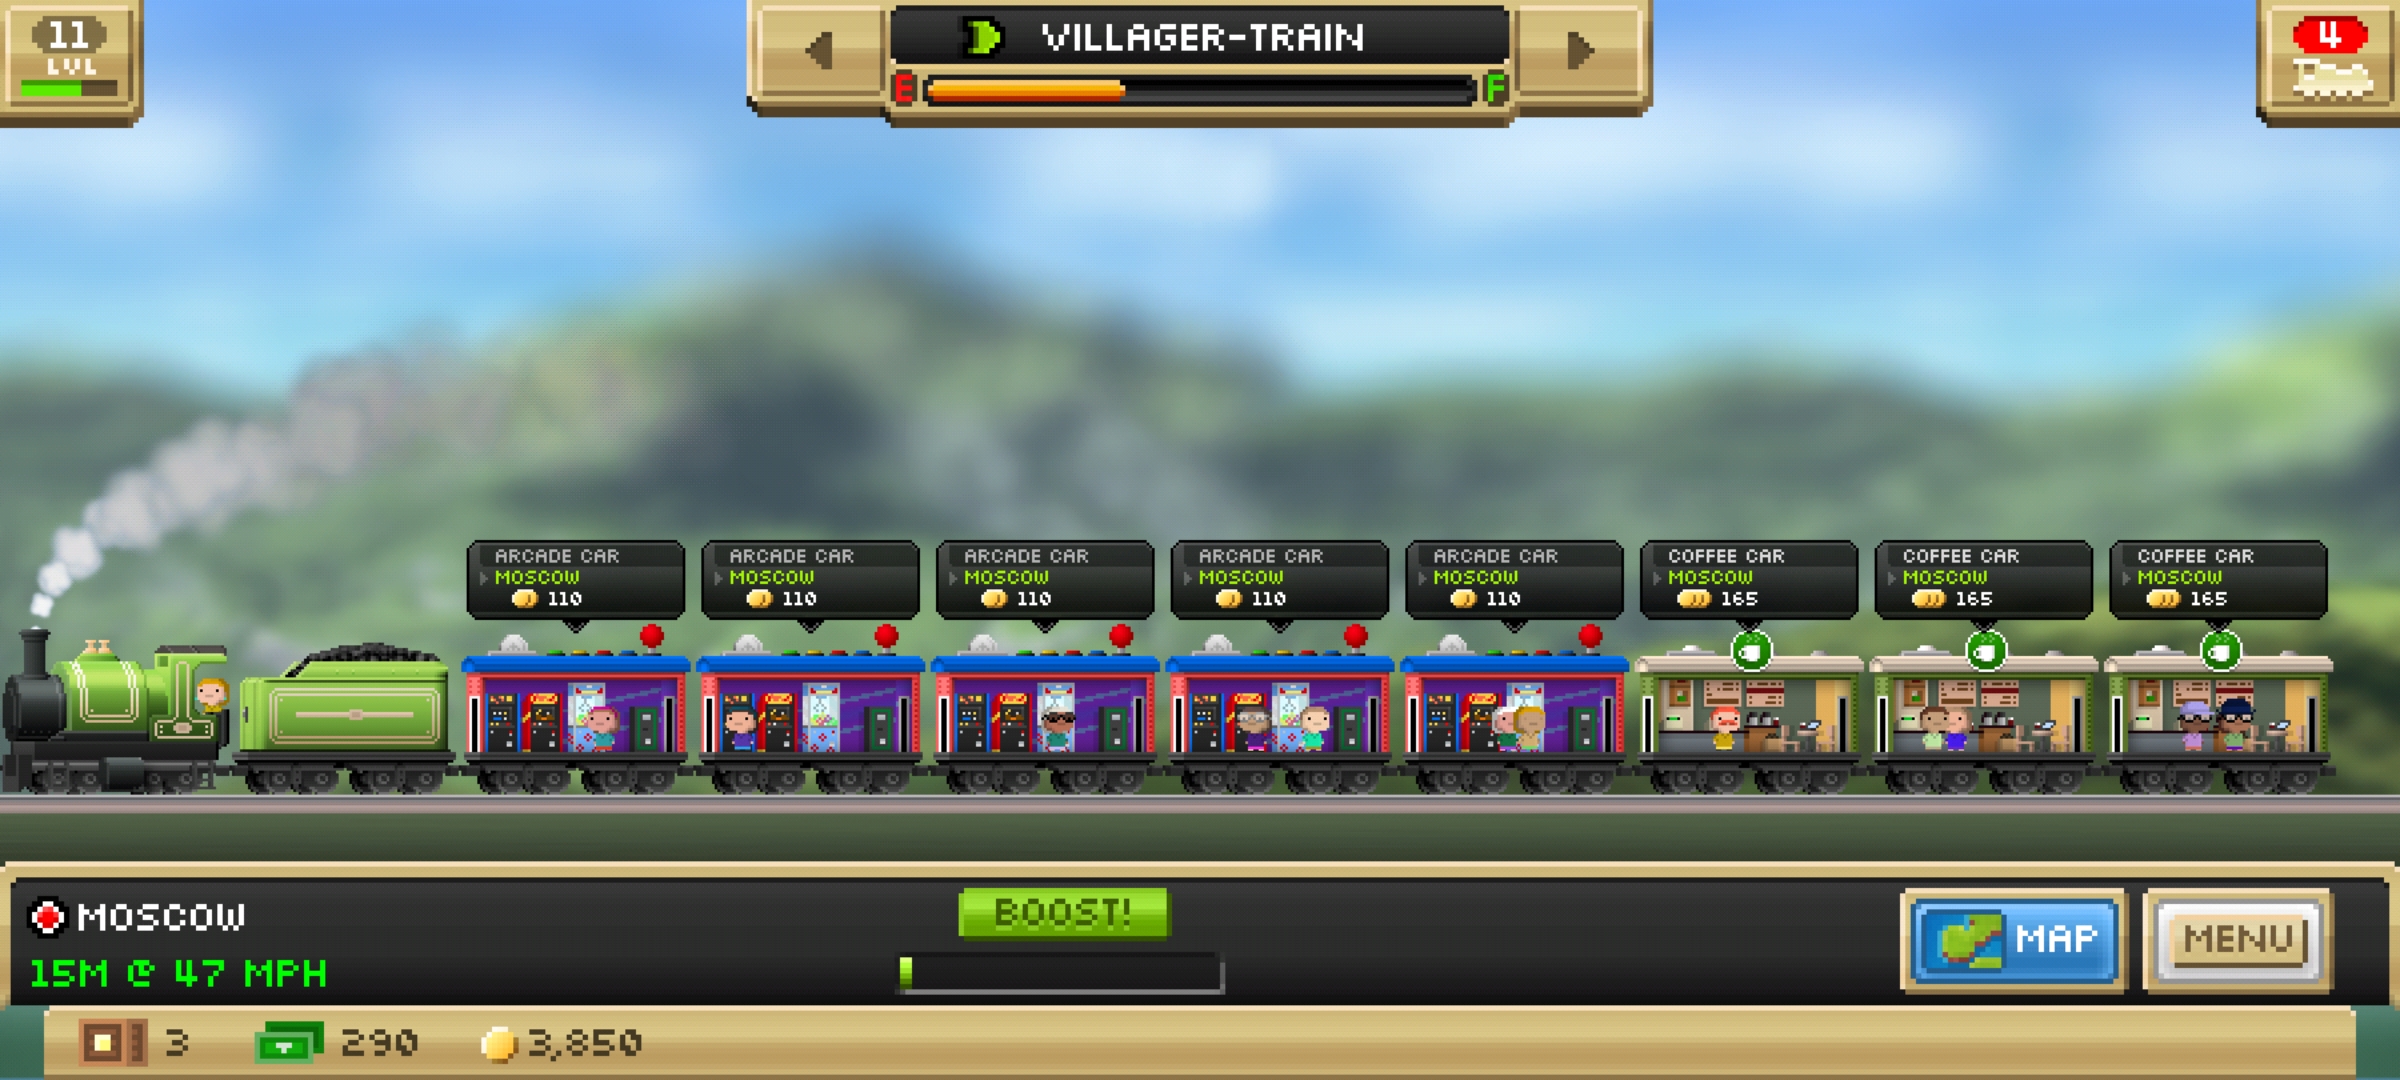 11
LVL
VILLAGER-TRAIN
E F
4
ARCADE CAR
MOSCOW
110
ARCADE CAR
MOSCOW
110
ARCADE CAR
MOSCOW
110
ARCADE CAR
MOSCOW
110
ARCADE CAR
MOSCOW
110
COFFEE CAR
MOSCOW
165
COFFEE CAR
MOSCOW
165
COFFEE CAR
MOSCOW
165
MOSCOW
15M @ 47 MPH
BOOST!
MAP
MENU
3
290
3,850